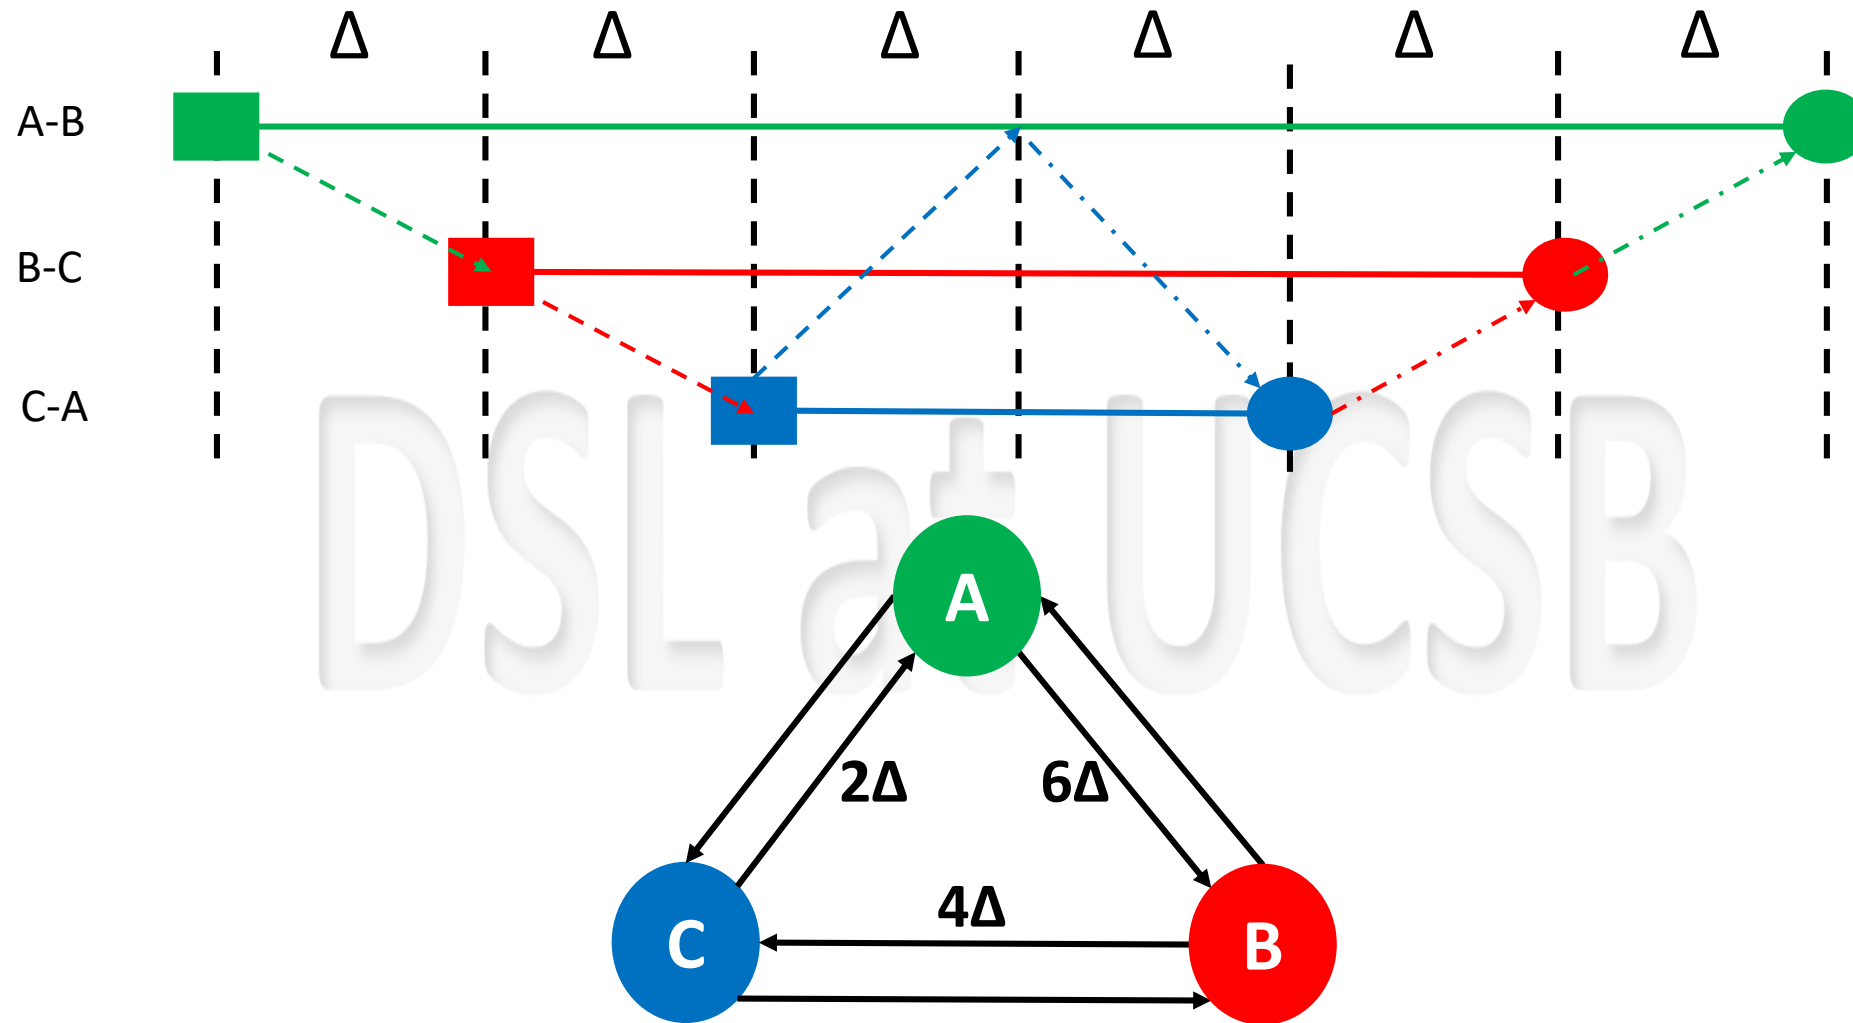 Δ Δ Δ Δ Δ Δ
A-B
B-C
C-A
DSL at UCSB
A
2Δ 6Δ
4Δ
C B